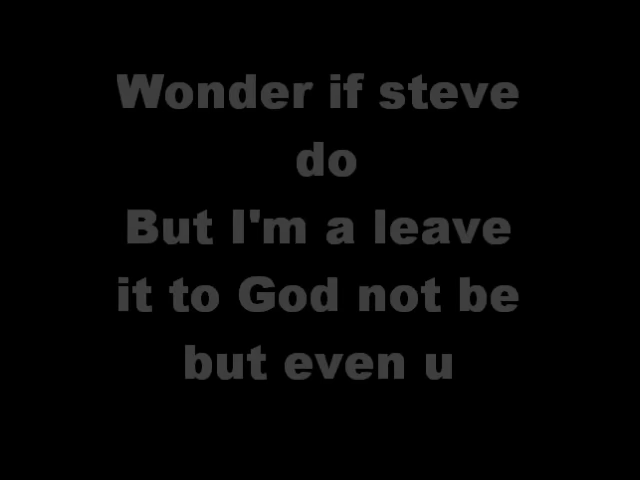 Wonder if steve
do
But I'm a leave
it to God not be
but even u